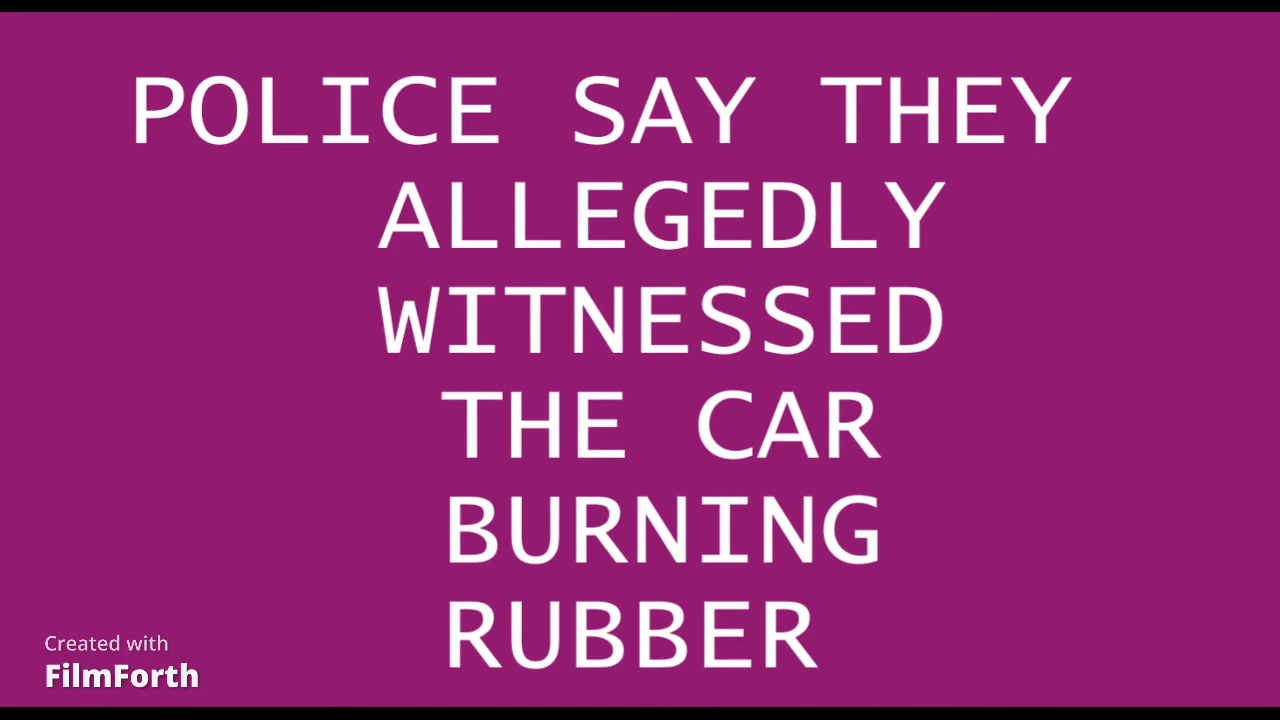 POLICE SAY THEY
ALLEGEDLY
WITNESSED
THE CAR
BURNING
RUBBER
Created with
FilmForth